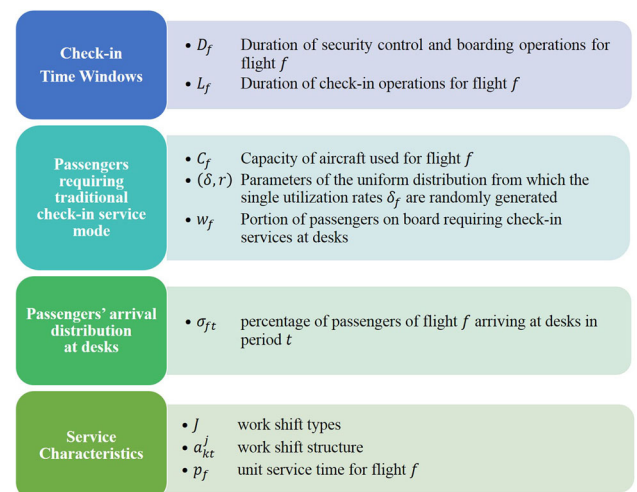 Check-in
Time Windows
• D_f Duration of security control and boarding operations for
flight f
• L_f Duration of check-in operations for flight f
Passengers
requiring
traditional
check-in service
mode
• C_f Capacity of aircraft used for flight f
• (δ, r) Parameters of the uniform distribution from which the
single utilization rates δ_f are randomly generated
• w_f Portion of passengers on board requiring check-in
services at desks
Passengers' arrival
distribution
at desks
• σ_ft percentage of passengers of flight f arriving at desks in
period t
Service
Characteristics
• J work shift types
• a^j_kt work shift structure
• p_f unit service time for flight f